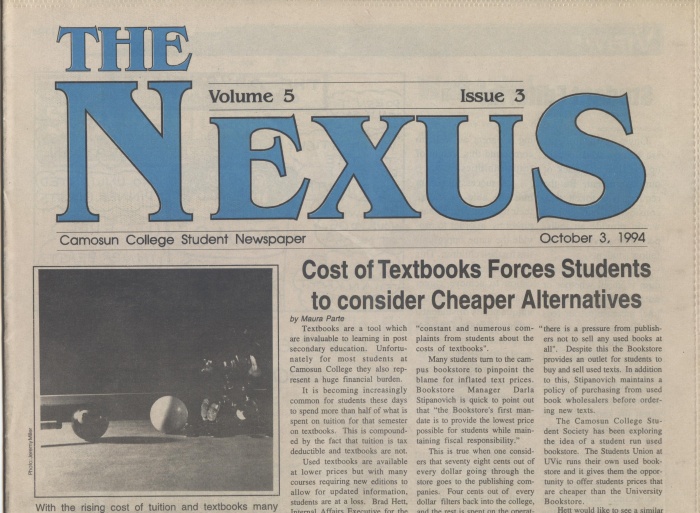 THE
NEXUS
Volume 5 Issue 3
Camosun College Student Newspaper October 3, 1994
Cost of Textbooks Forces Students
to consider Cheaper Alternatives
by Maura Parte
Textbooks are a tool which
are invaluable to learning in post
secondary education. Unfortu-
nately for most students at
Camosun College they also rep-
resent a huge financial burden.
It is becoming increasingly
common for students these days
to spend more than half of what is
spent on tuition for that semester
on textbooks. This is compound-
ed by the fact that tuition is tax
deductible and textbooks are not.
Used textbooks are available
at lower prices but with many
courses requiring new editions to
allow for updated information,
students are at a loss. Brad Hett,
Internal Affairs Executive for the
"constant and numerous com-
plaints from students about the
costs of textbooks".
Many students turn to the cam-
pus bookstore to pinpoint the
blame for inflated text prices.
Bookstore Manager Darla
Stipanovich is quick to point out
that "the Bookstore's first man-
date is to provide the lowest price
possible for students while main-
taining fiscal responsibility."
This is true when one consid-
ers that seventy eight cents out of
every dollar going through the
store goes to the publishing com-
panies. Four cents out of every
dollar filters back into the college,
and the rest is spent on the operat-
"there is a pressure from publish-
ers not to sell any used books at
all". Despite this the Bookstore
provides an outlet for students to
buy and sell used texts. In addition
to this, Stipanovich maintains a
policy of purchasing from used
book wholesalers before order-
ing new texts.
The Camosun College Stu-
dent Society has been exploring
the idea of a student run used
bookstore. The Students Union at
UVic runs their own used book-
store and it gives them the oppor-
tunity to offer students prices that
are cheaper than the University
Bookstore.
Hett would like to see a similar
Photo: Jeremy Miller
With the rising cost of tuition and textbooks many